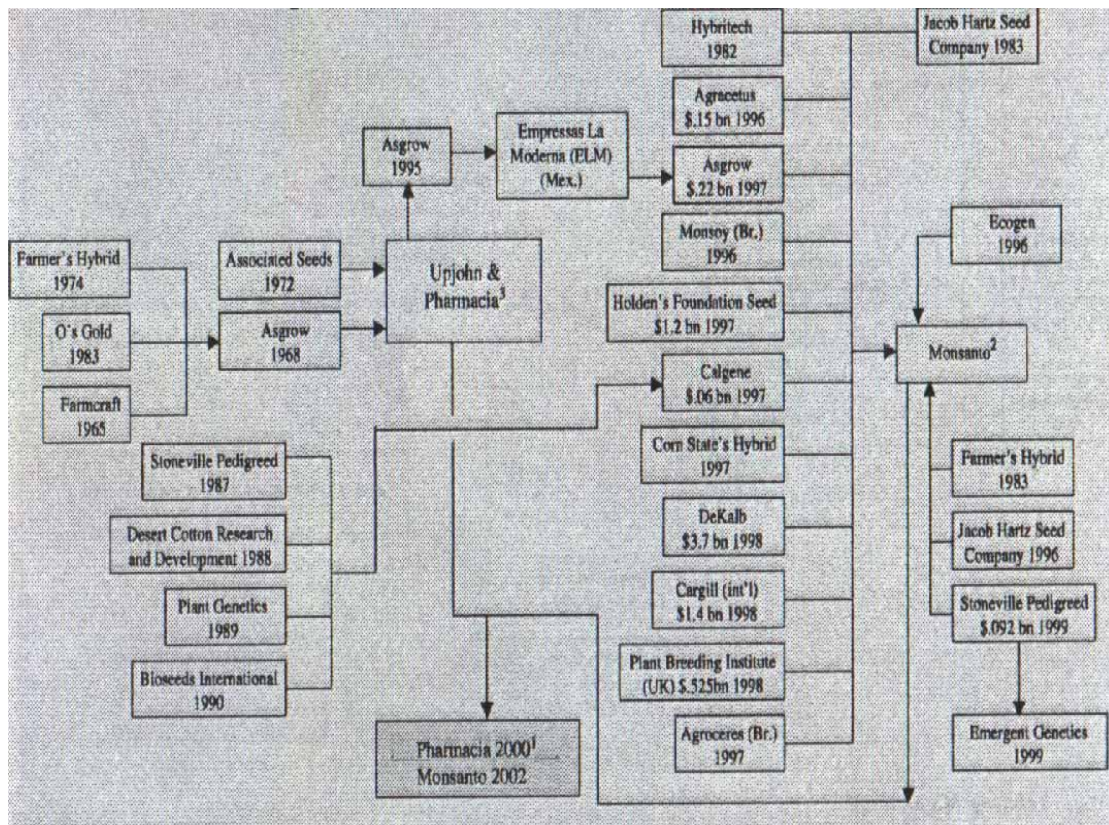 Hybritech
1982
Jacob Hartz Seed
Company 1983
Agracetus
$.15 bn 1996
Asgrow
1995
Empressas La
Moderna (ELM)
(Mex.)
Asgrow
$.22 bn 1997
Monsoy (Br.)
1996
Ecogen
1996
Farmer's Hybrid
1974
Associated Seeds
1972
Upjohn &
Pharmacia³
O's Gold
1983
Asgrow
1968
Holden's Foundation Seed
$1.2 bn 1997
Monsanto²
Farmcraft
1965
Calgene
$.06 bn 1997
Stoneville Pedigreed
1987
Corn State's Hybrid
1997
Farmer's Hybrid
1983
Desert Cotton Research
and Development 1988
DeKalb
$3.7 bn 1998
Jacob Hartz Seed
Company 1996
Plant Genetics
1989
Cargill (int'l)
$1.4 bn 1998
Stoneville Pedigreed
$.092 bn 1999
Bioseeds International
1990
Plant Breeding Institute
(UK) $.525bn 1998
Pharmacia 2000¹
Monsanto 2002
Agroceres (Br.)
1997
Emergent Genetics
1999